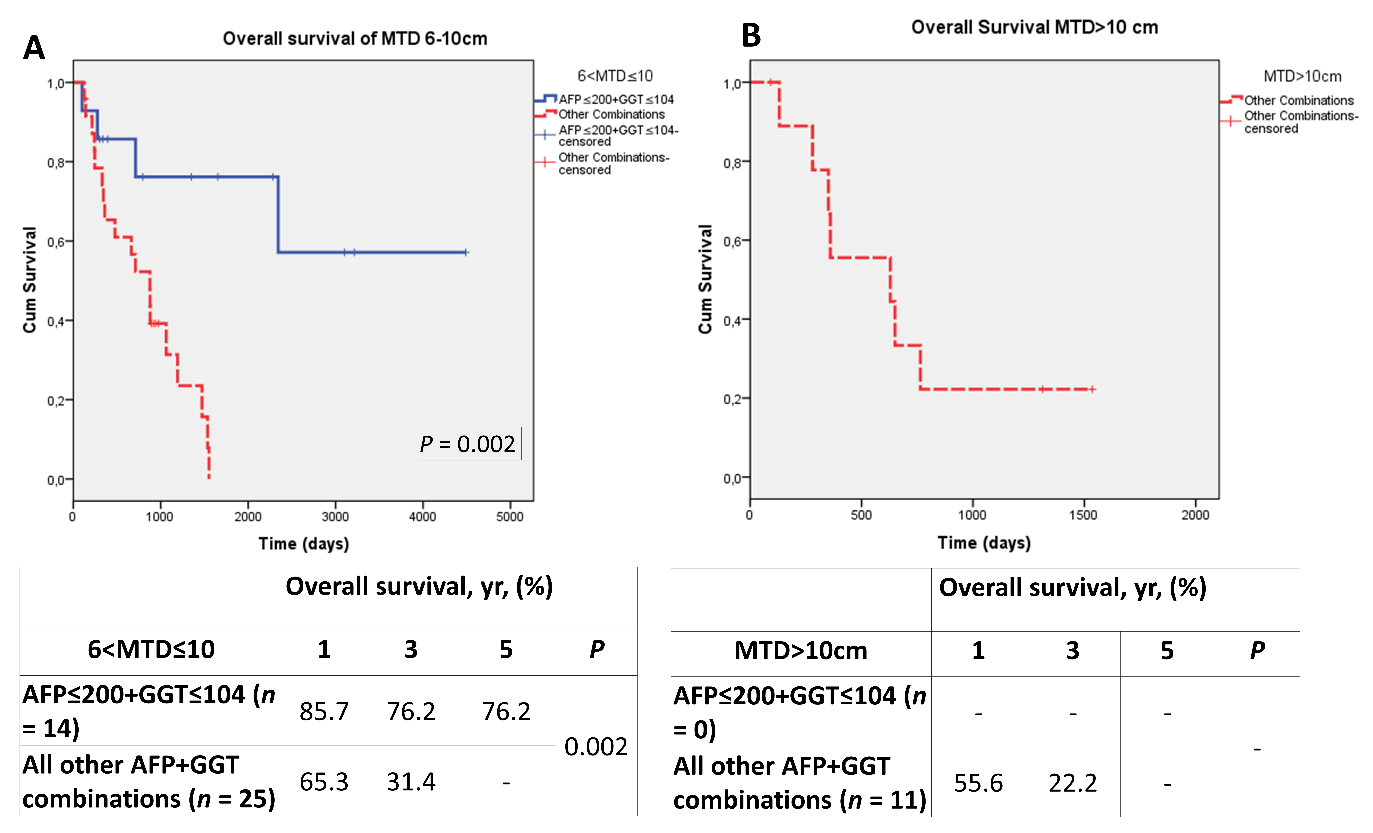 A
Overall survival of MTD 6-10cm
6<MTD≤10
AFP≤200+GGT≤104
Other Combinations
AFP≤200+GGT≤104-
censored
Other Combinations-
censored
1,0
0,8
0,6
0,4
0,2
0,0
Cum Survival
P = 0.002
0
1000
2000
3000
4000
5000
Time (days)
B
Overall Survival MTD>10 cm
MTD>10cm
Other Combinations
Other Combinations-
censored
1,0
0,8
0,6
0,4
0,2
0,0
Cum Survival
0
500
1000
1500
2000
Time (days)
Overall survival, yr, (%)
6<MTD≤10 1 3 5 P
AFP≤200+GGT≤104 (n
= 14)
85.7 76.2 76.2
0.002
All other AFP+GGT
combinations (n = 25)
65.3 31.4 -
Overall survival, yr, (%)
MTD>10cm 1 3 5 P
AFP≤200+GGT≤104 (n
= 0)
- - -
-
All other AFP+GGT
combinations (n = 11)
55.6 22.2 -